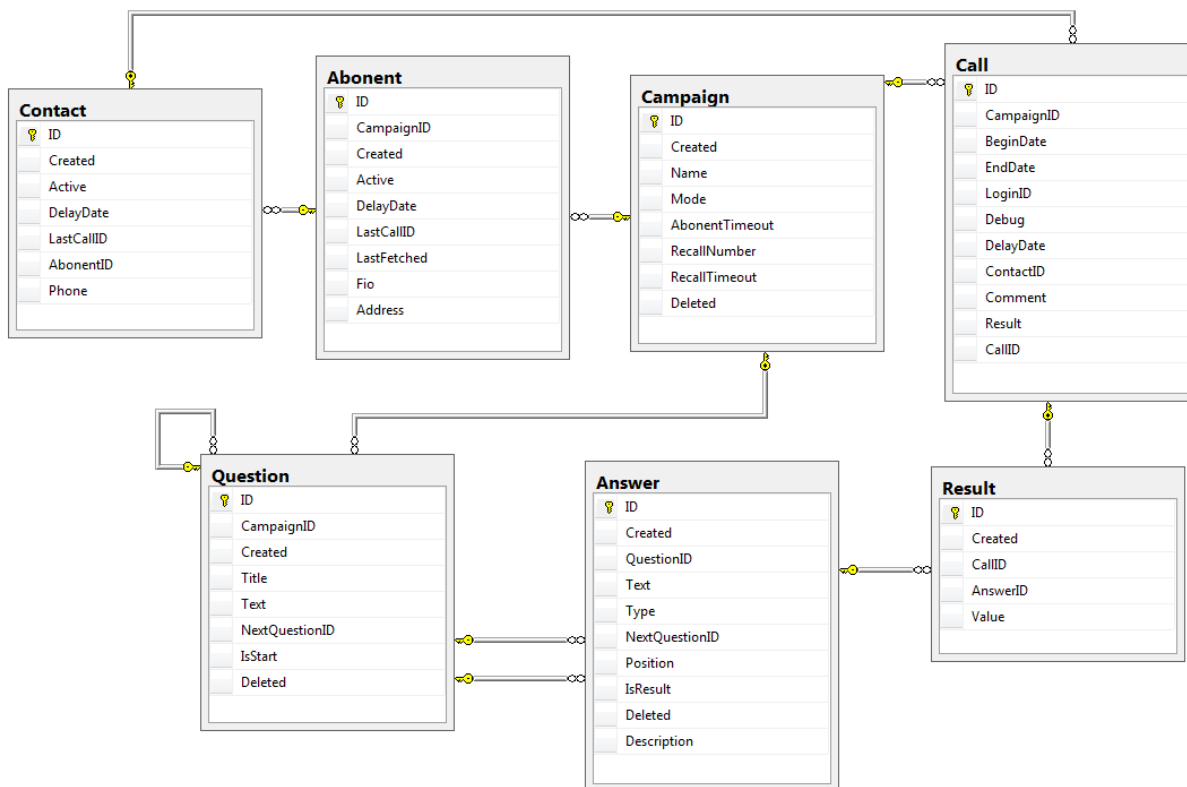 Contact
ID
Created
Active
DelayDate
LastCallID
AbonentID
Phone
Abonent
ID
CampaignID
Created
Active
DelayDate
LastCallID
LastFetched
Fio
Address
Campaign
ID
Created
Name
Mode
AbonentTimeout
RecallNumber
RecallTimeout
Deleted
Call
ID
CampaignID
BeginDate
EndDate
LoginID
Debug
DelayDate
ContactID
Comment
Result
CallID
Question
ID
CampaignID
Created
Title
Text
NextQuestionID
IsStart
Deleted
Answer
ID
Created
QuestionID
Text
Type
NextQuestionID
Position
IsResult
Deleted
Description
Result
ID
Created
CallID
AnswerID
Value